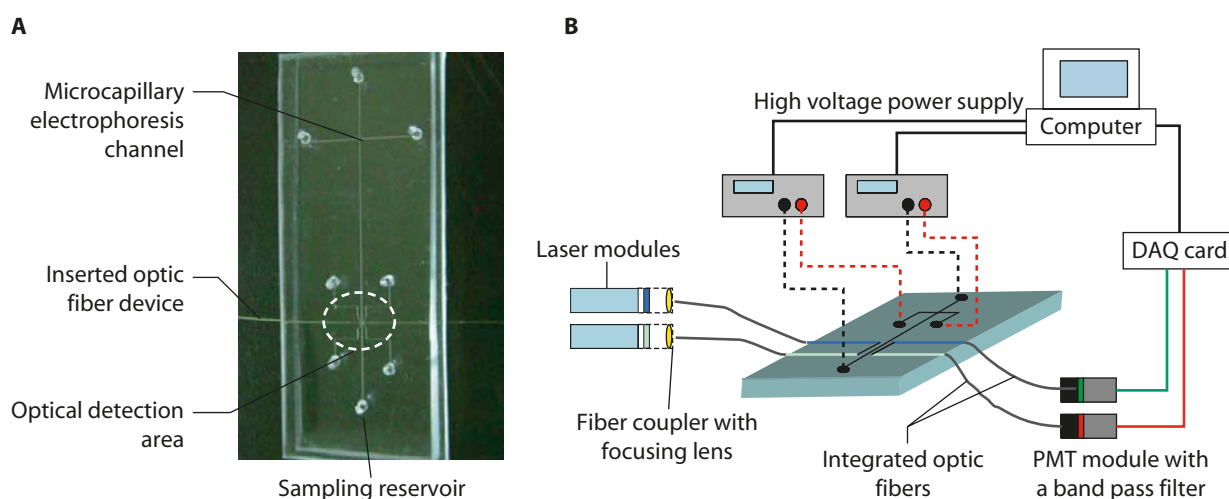 A
Microcapillary
electrophoresis
channel
Inserted optic
fiber device
Optical detection
area
Sampling reservoir
B
High voltage power supply
Computer
DAQ card
Laser modules
Fiber coupler with
focusing lens
Integrated optic
fibers
PMT module with
a band pass filter